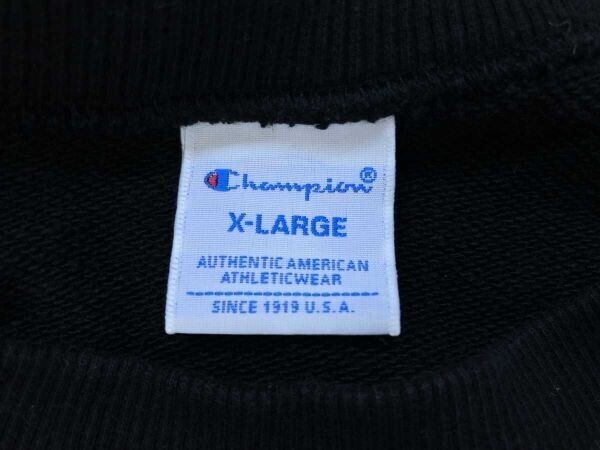 Champion®
X-LARGE
AUTHENTIC AMERICAN
ATHLETICWEAR
SINCE 1919 U.S.A.